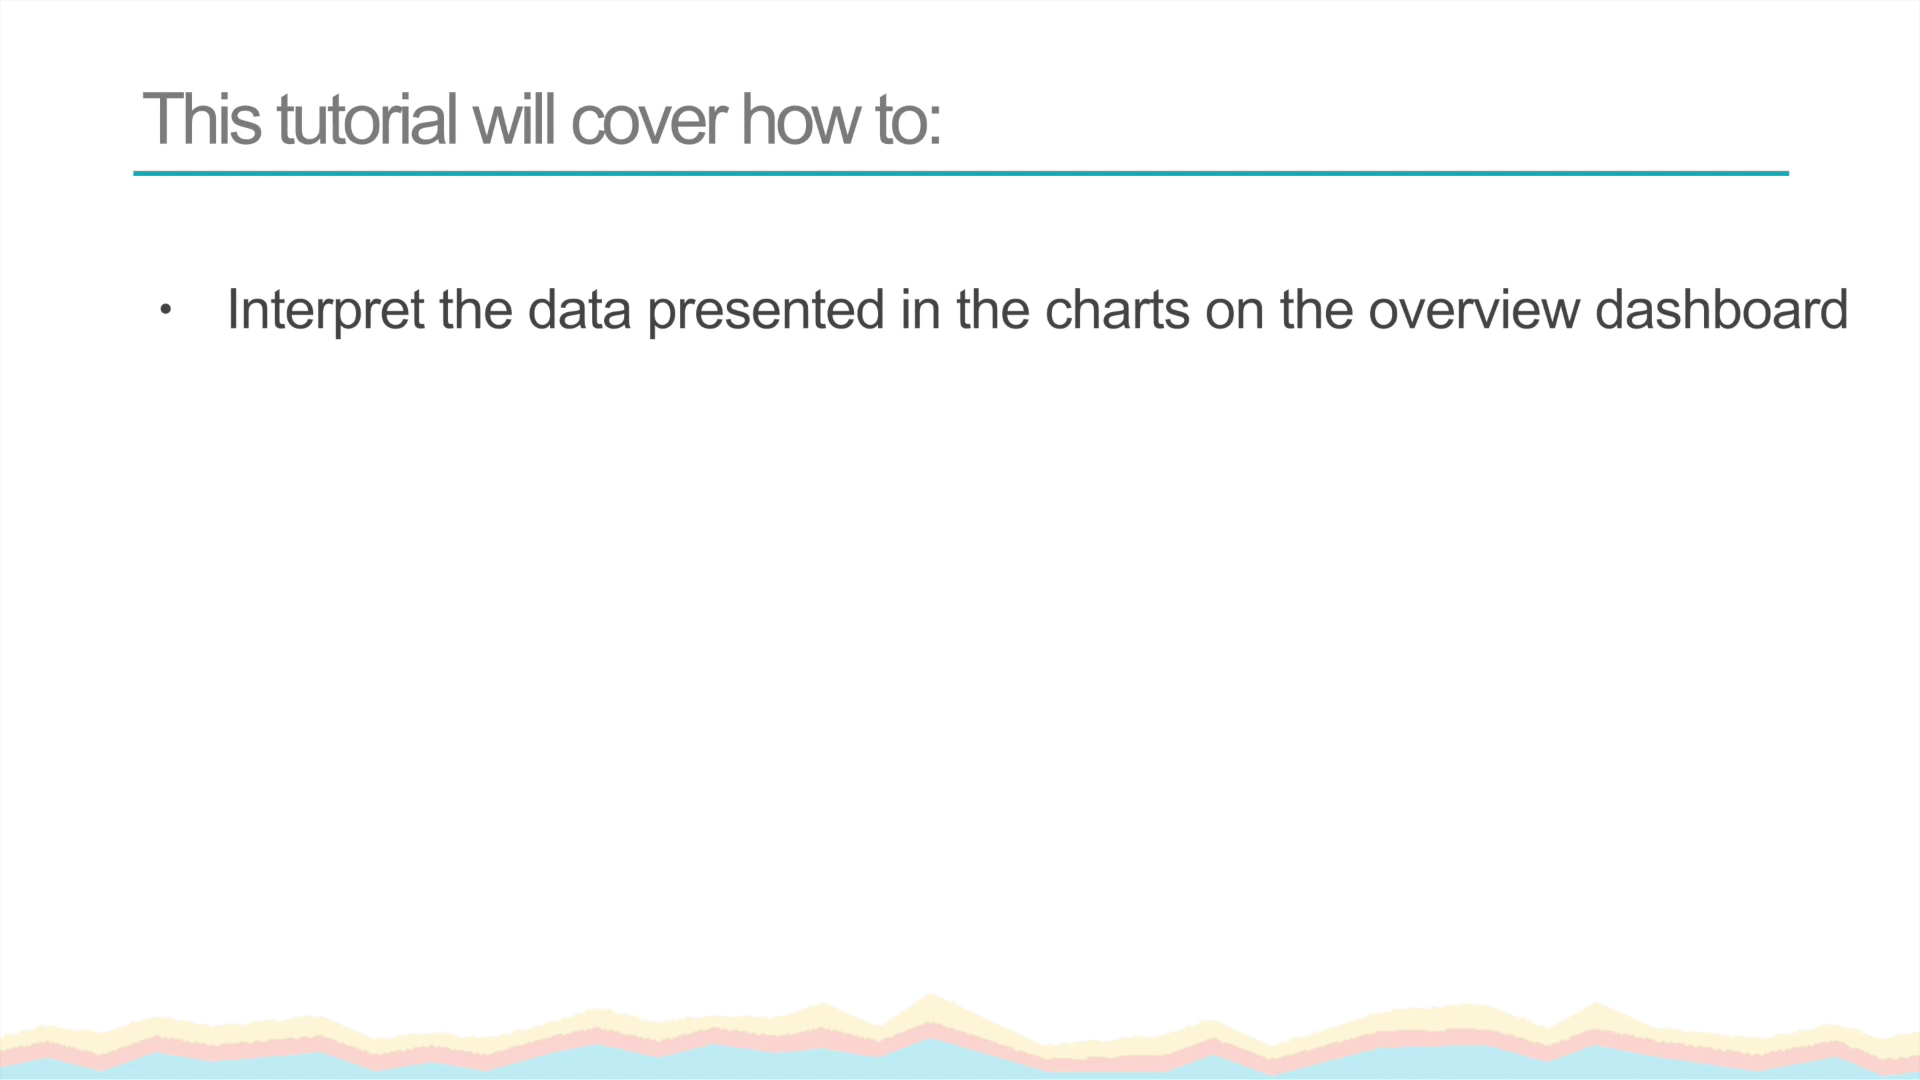 This tutorial will cover how to:
• Interpret the data presented in the charts on the overview dashboard